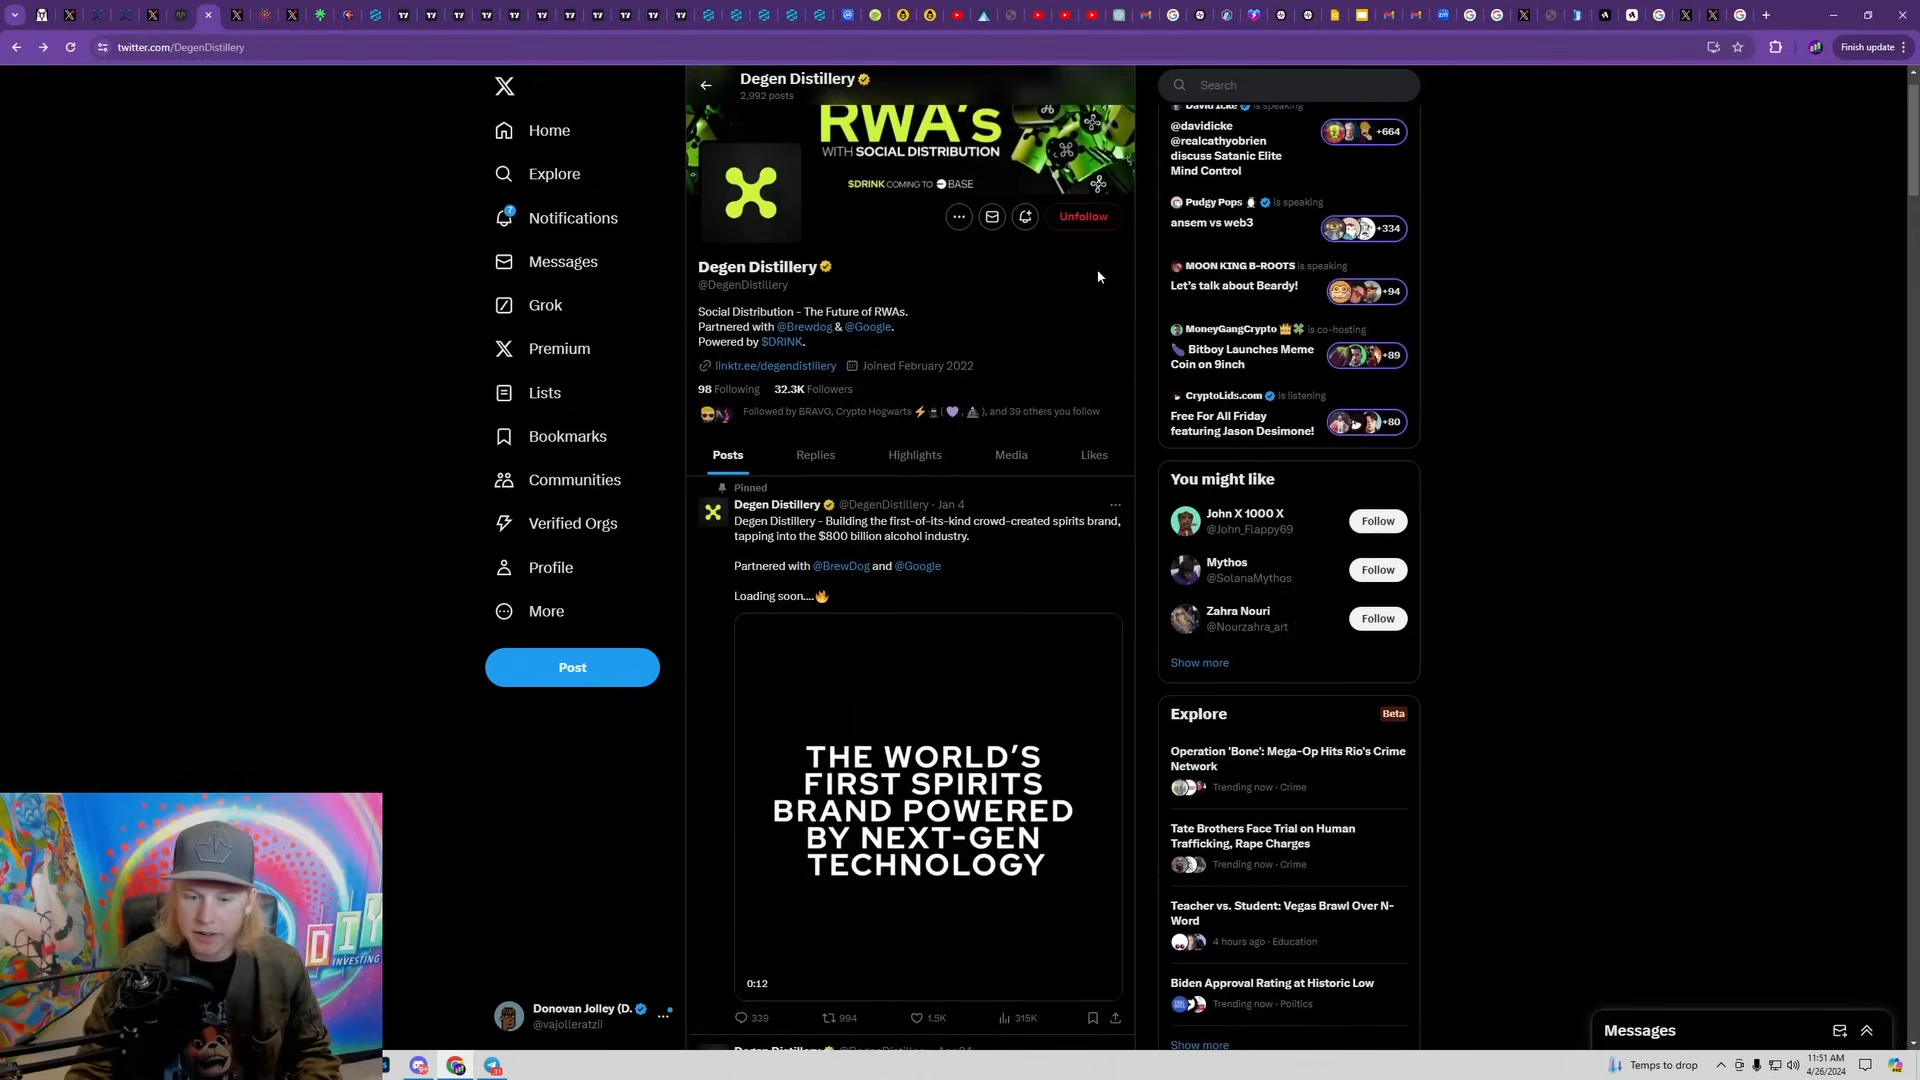 twitter.com/DegenDistillery
Finish update
Home
Explore
7
Notifications
Messages
Grok
Premium
Lists
Bookmarks
Communities
Profile
More
Post
Donovan Jolley (D.
@vajolleratzii
Degen Distillery
2,992 posts
RWA's
WITH SOCIAL DISTRIBUTION
$DRINK COMING TO BASE
Unfollow
Degen Distillery
@DegenDistillery
Social Distribution - The Future of RWAs.
Partnered with @Brewdog & @Google.
Powered by $DRINK.
linktr.ee/degendistillery Joined February 2022
98 Following 32.3K Followers
Followed by BRAVO, Crypto Hogwarts ⚡ ( 💜 , ), and 39 others you follow
Posts Replies Highlights Media Likes
Pinned
Degen Distillery @DegenDistillery · Jan 4
Degen Distillery - Building the first-of-its-kind crowd-created spirits brand,
tapping into the $800 billion alcohol industry.
Partnered with @BrewDog and @Google
Loading soon....🔥
THE WORLD'S
FIRST SPIRITS
BRAND POWERED
BY NEXT-GEN
TECHNOLOGY
0:12
339 994 1.5K 315K
Search
David Icke is speaking
@davidicke
@realcathyobrien
discuss Satanic Elite
Mind Control
+664
Pudgy Pops is speaking
ansem vs web3
+334
MOON KING B-ROOTS is speaking
Let's talk about Beardy!
+94
MoneyGangCrypto 👑🍀 is co-hosting
🍆 Bitboy Launches Meme
Coin on 9inch
+89
CryptoLids.com is listening
Free For All Friday
featuring Jason Desimone!
+80
You might like
John X 1000 X
@John_Flappy69
Follow
Mythos
@SolanaMythos
Follow
Zahra Nouri
@Nourzahra_art
Follow
Show more
Explore
Beta
Operation 'Bone': Mega-Op Hits Rio's Crime
Network
Trending now · Crime
Tate Brothers Face Trial on Human
Trafficking, Rape Charges
Trending now · Crime
Teacher vs. Student: Vegas Brawl Over N-
Word
4 hours ago · Education
Biden Approval Rating at Historic Low
Trending now · Politics
Show more
Messages
DIY
INVESTING
Temps to drop
11:51 AM
4/26/2024